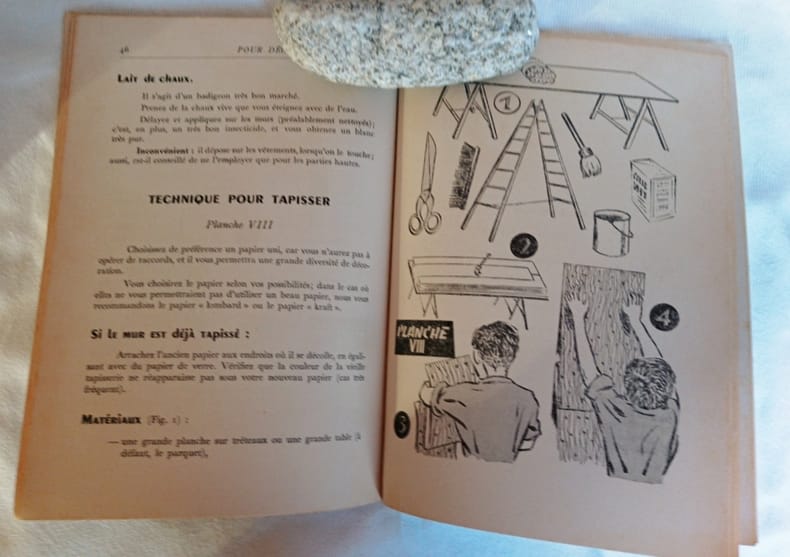 46
POUR DÉ
Lait de chaux.
Il s'agit d'un badigeon très bon marché.
Prenez de la chaux vive que vous éteignez avec de l'eau.
Délayez et appliquez sur les murs (préalablement nettoyés);
c'est, en plus, un très bon insecticide, et vous obtenez un blanc
très pur.
Inconvénient : il dépose sur les vêtements, lorsqu'on le touche;
aussi, est-il conseillé de ne l'employer que pour les parties hautes.
TECHNIQUE POUR TAPISSER
Planche VIII
Choisissez de préférence un papier uni, car vous n'aurez pas à
opérer de raccords, et il vous permettra une grande diversité de déco-
ration.
Vous choisirez le papier selon vos possibilités; dans le cas où
elles ne vous permettraient pas d'utiliser un beau papier, nous vous
recommandons le papier « lombard » ou le papier « kraft ».
Si le mur est déjà tapissé :
Arrachez l'ancien papier aux endroits où il se décolle, en égali-
sant avec du papier de verre. Vérifiez que la couleur de la vieille
tapisserie ne réapparaisse pas sous votre nouveau papier (cas très
fréquent).
Matériaux (Fig. 1) :
— une grande planche sur tréteaux ou une grande table (à
défaut, le parquet),
1
2
PLANCHE
VIII
3
4